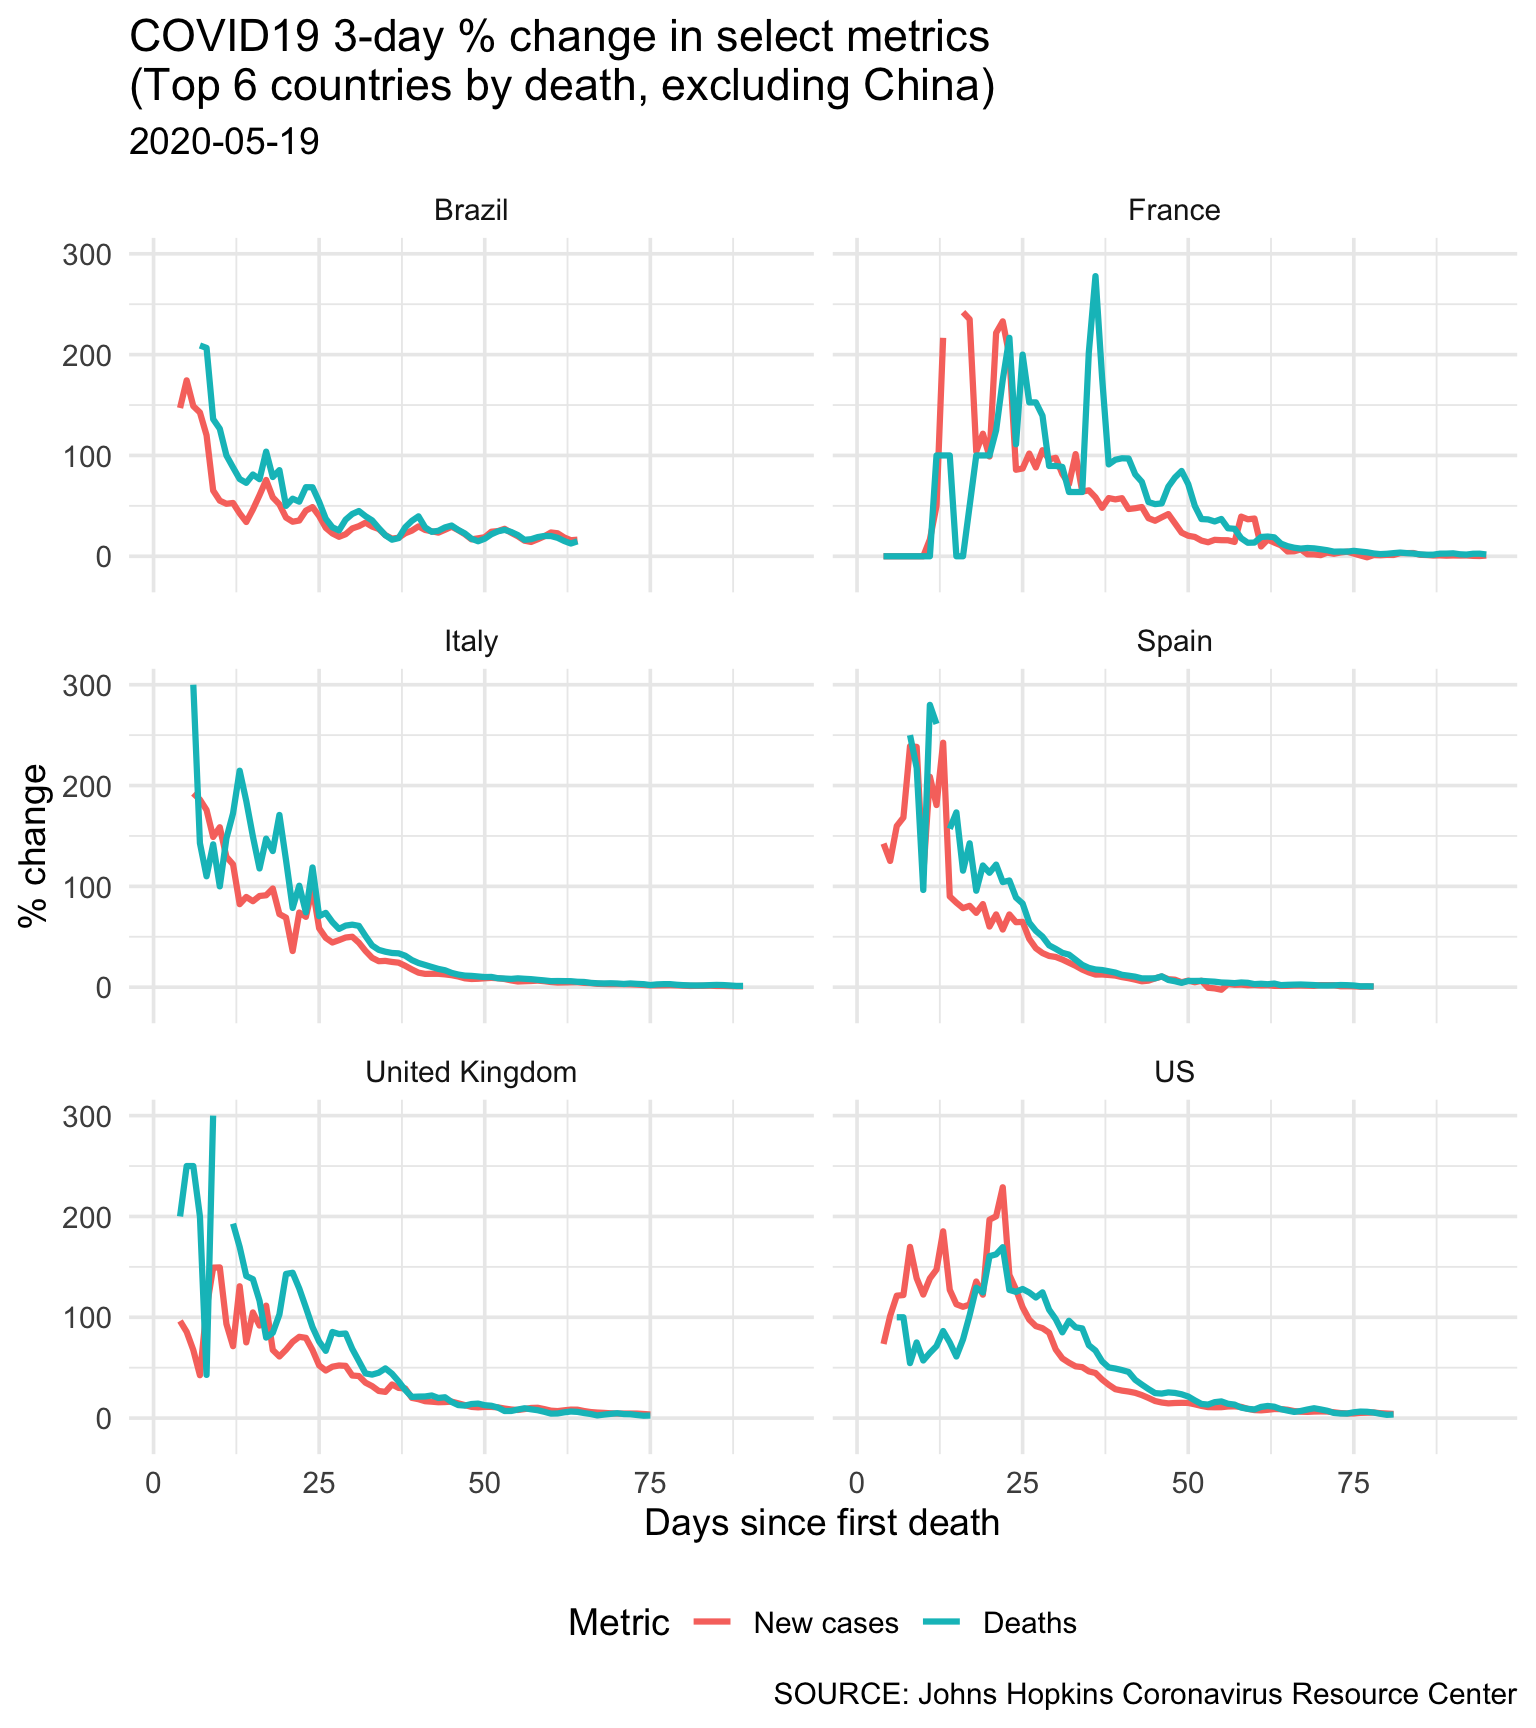 COVID19 3-day % change in select metrics
(Top 6 countries by death, excluding China)
2020-05-19
Brazil
France
300
200
100
0
Italy
Spain
300
200
100
0
% change
United Kingdom
US
300
200
100
0
0 25 50 75
0 25 50 75
Days since first death
Metric New cases Deaths
SOURCE: Johns Hopkins Coronavirus Resource Center